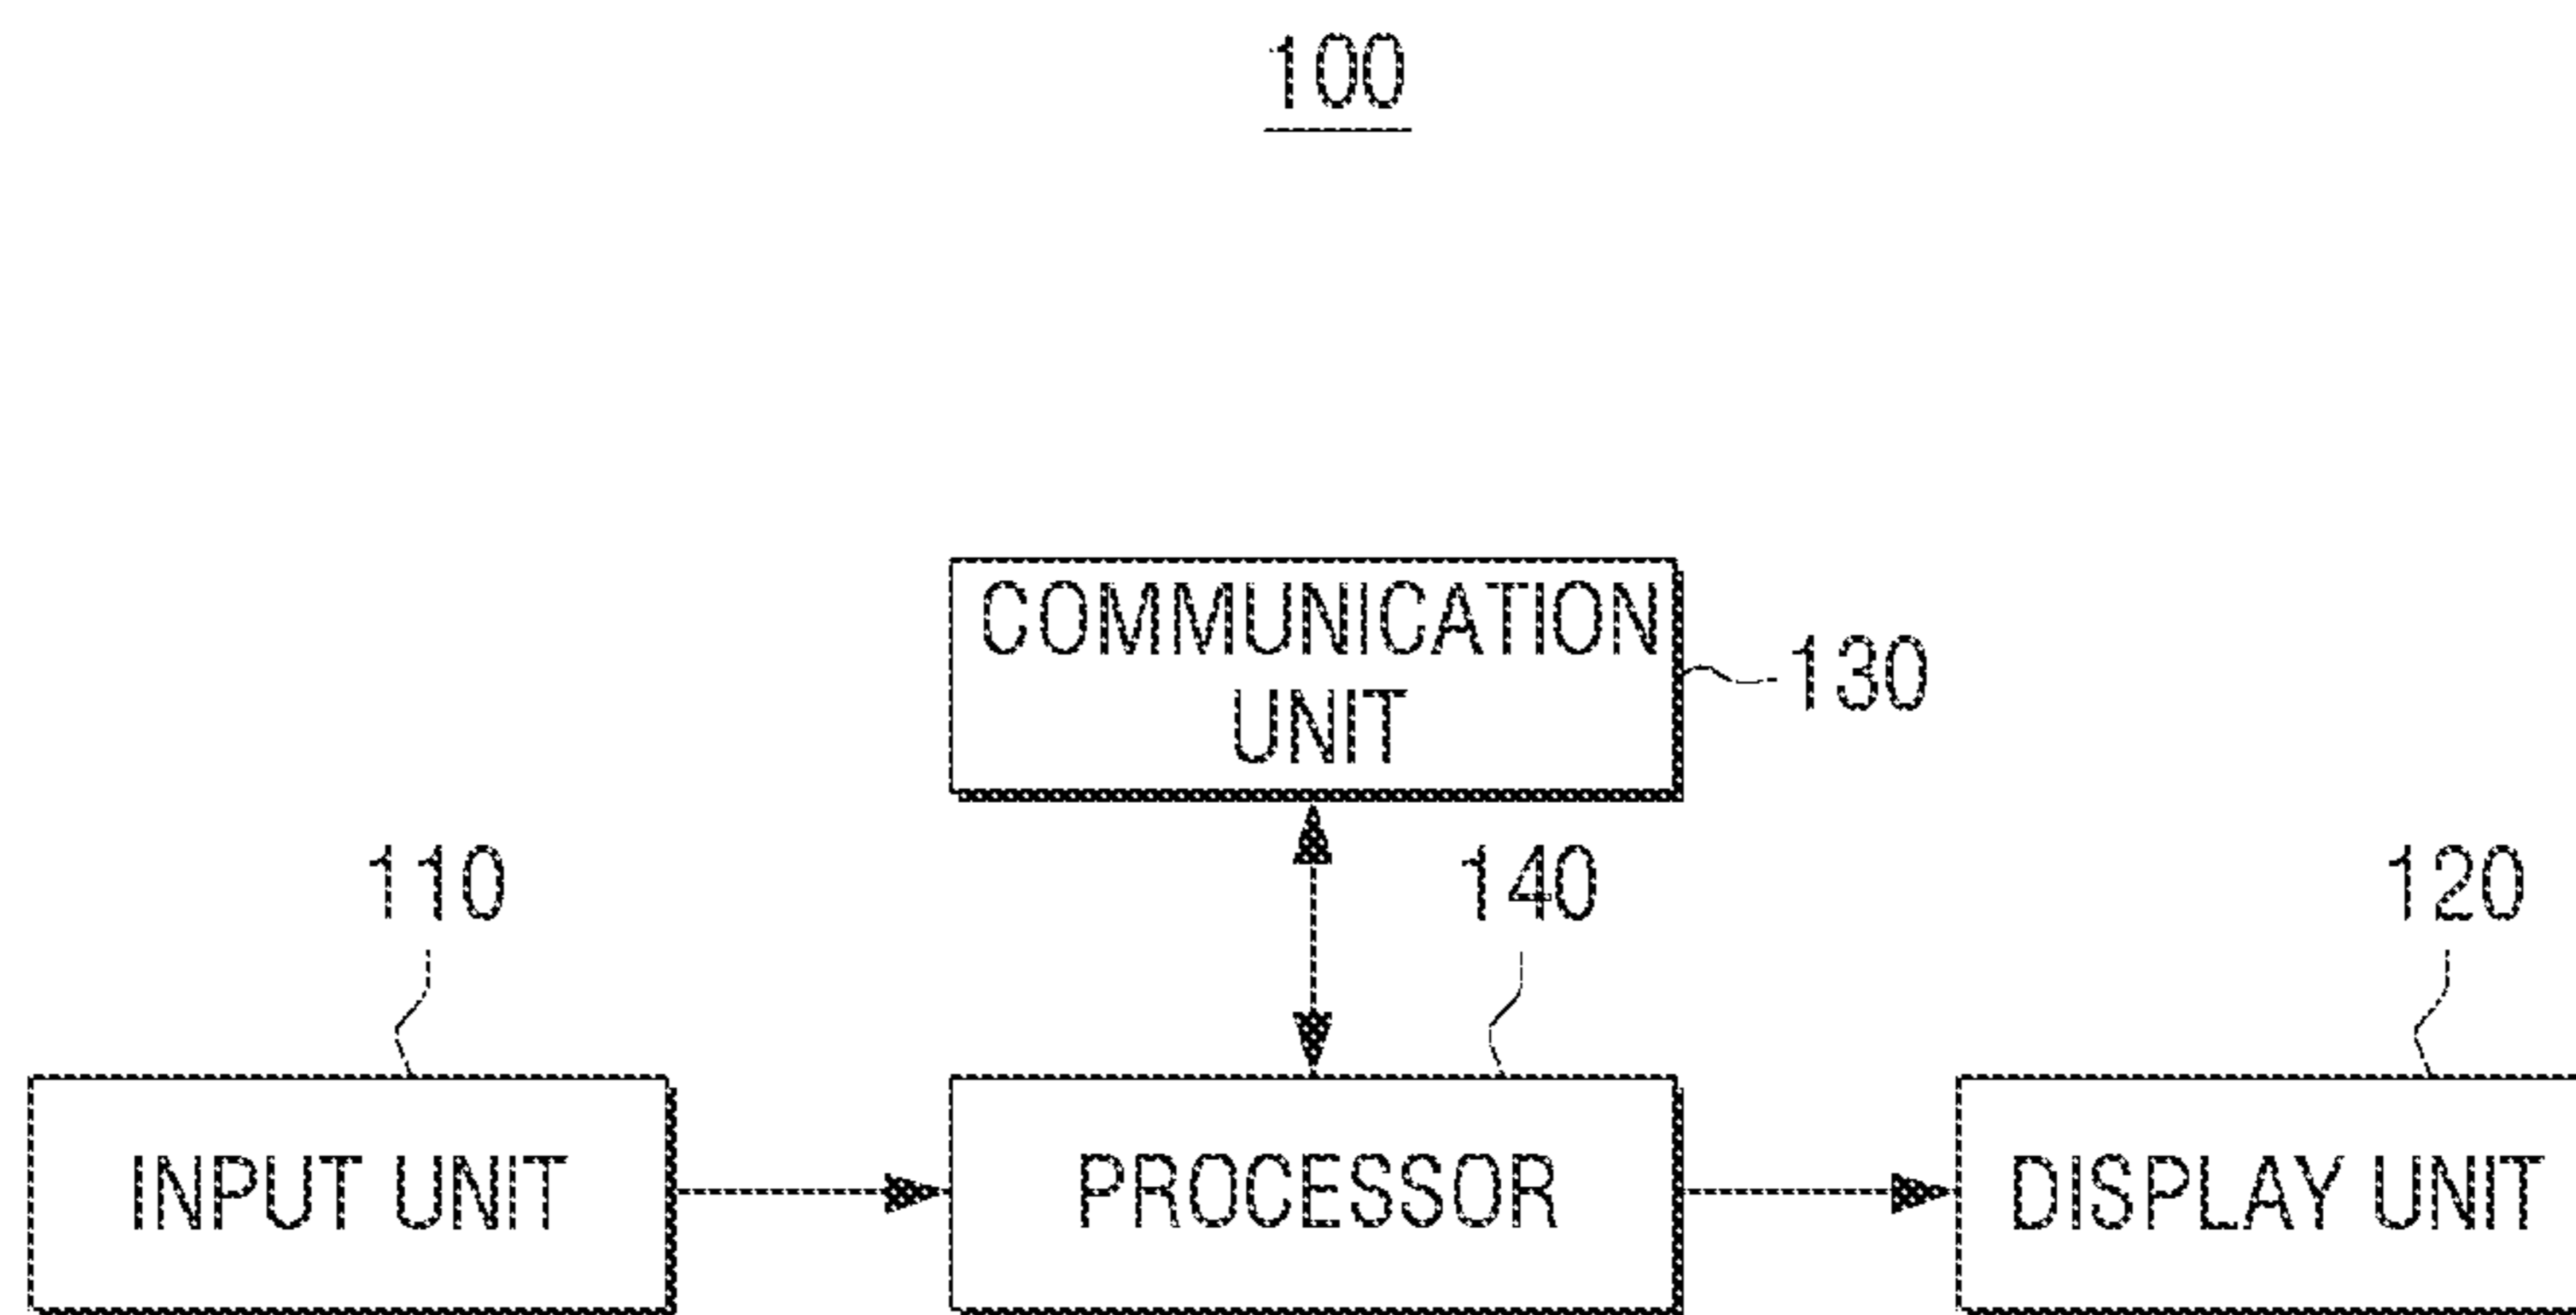 100
COMMUNICATION
UNIT
130
110
140
120
INPUT UNIT
PROCESSOR
DISPLAY UNIT